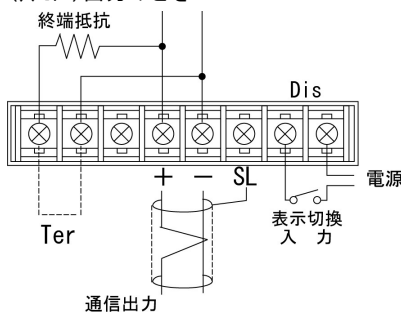 終端抵抗
Dis
+ − SL
電源
Ter
表示切換
入 力
通信出力